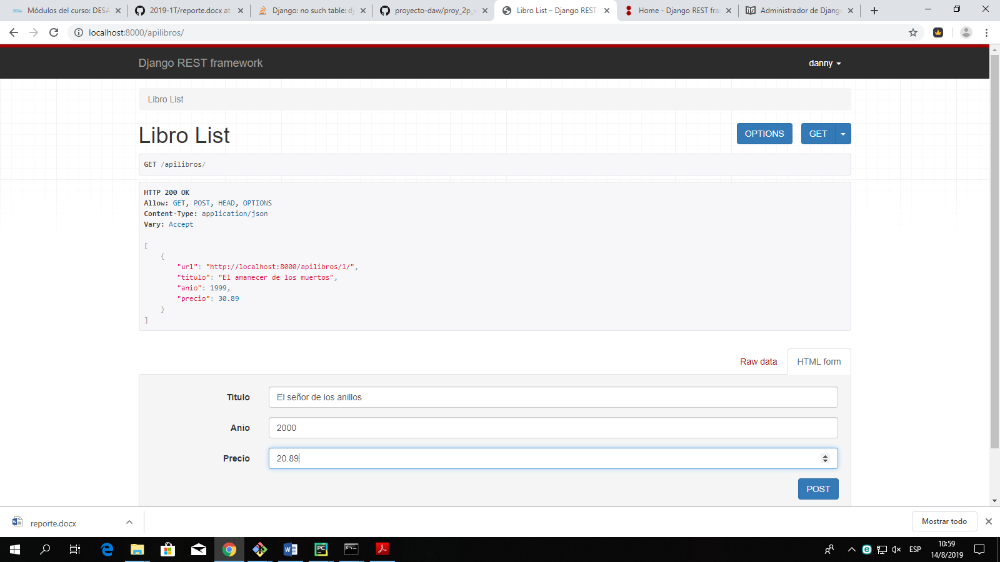 Módulos del curso: DESA
2019-1T/reporte.docx at
Django: no such table: dj
proyecto-daw/proy_2p_v
Libro List – Django REST
Home - Django REST fra
Administrador de Django
localhost:8000/apilibros/
Django REST framework
danny
Libro List
Libro List
OPTIONS
GET
GET /apilibros/
HTTP 200 OK
Allow: GET, POST, HEAD, OPTIONS
Content-Type: application/json
Vary: Accept
[
{
"url": "http://localhost:8000/apilibros/1/",
"titulo": "El amanecer de los muertos",
"anio": 1999,
"precio": 30.89
}
]
Raw data
HTML form
Titulo
El señor de los anillos
Anio
2000
Precio
20.89
POST
reporte.docx
Mostrar todo
ESP
10:59
14/8/2019